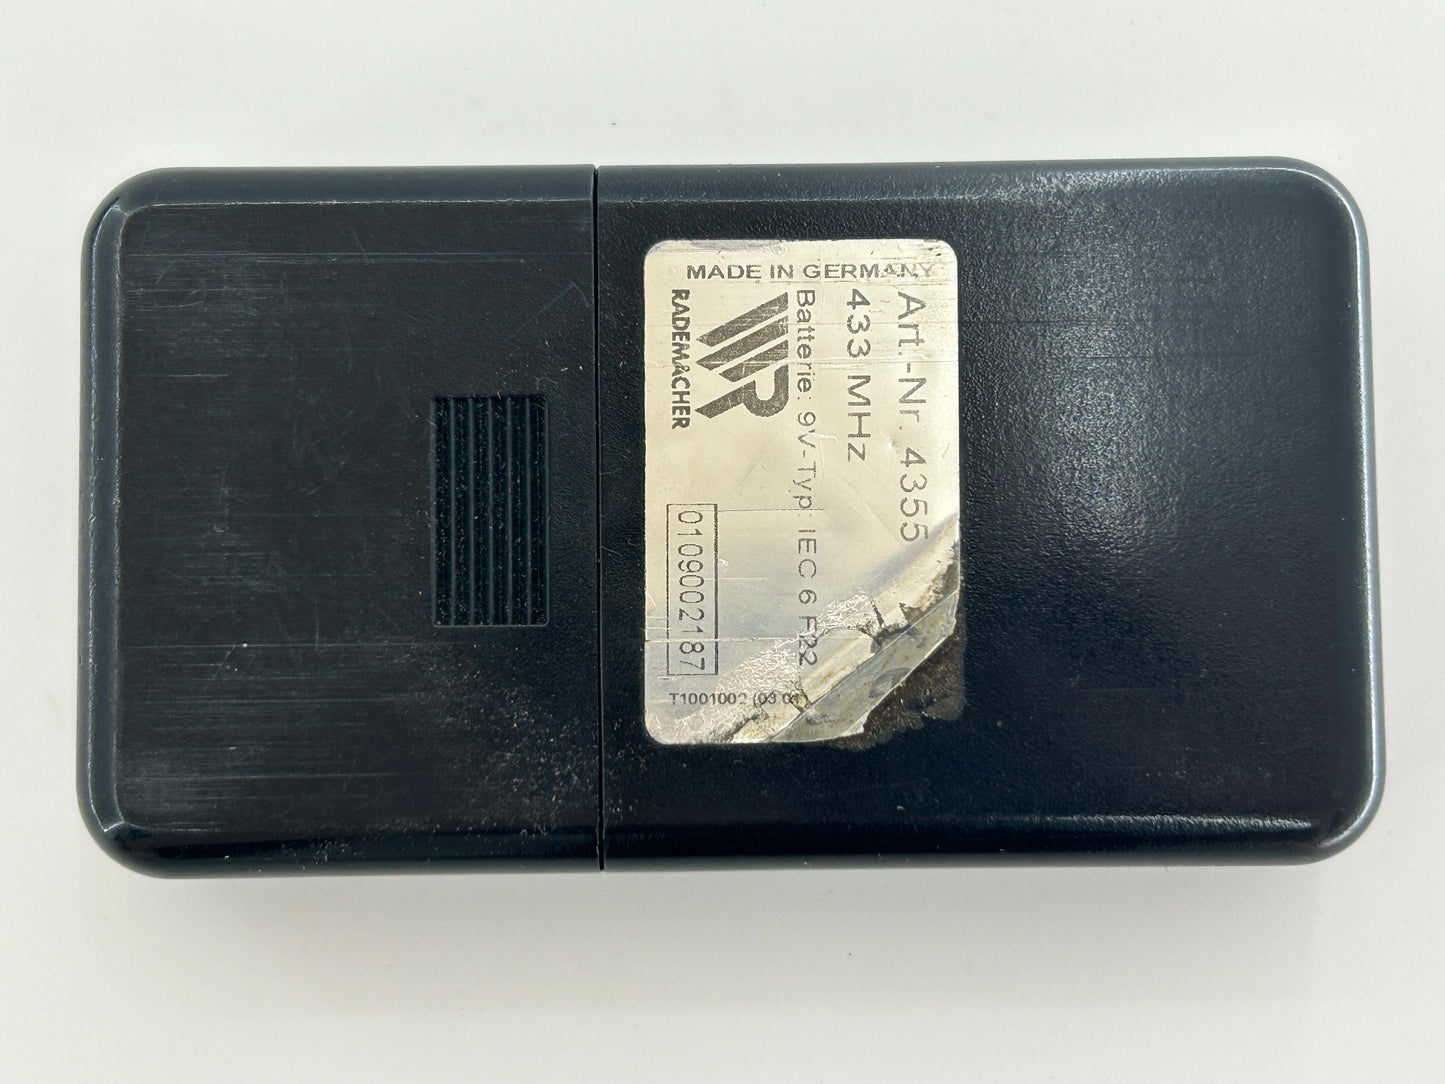 MADE IN GERMANY
Art.-Nr. 4355
433 MHz
Batterie: 9V-Typ: IEC 6 F22
WR
RADEMACHER
0109002187
T1001002 (03.01)